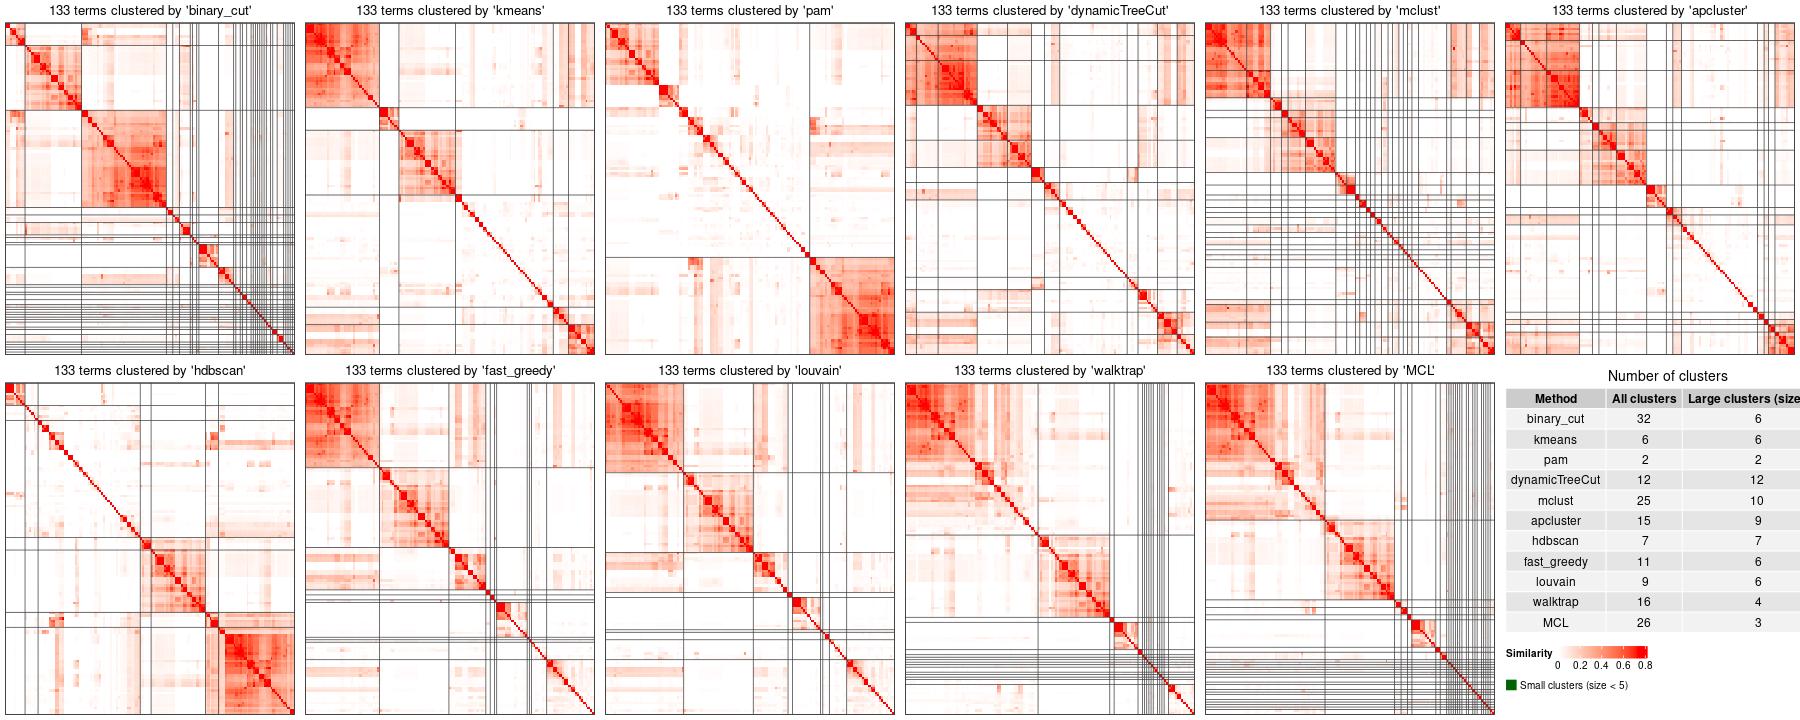 133 terms clustered by 'binary_cut'
133 terms clustered by 'kmeans'
133 terms clustered by 'pam'
133 terms clustered by 'dynamicTreeCut'
133 terms clustered by 'mclust'
133 terms clustered by 'apcluster'
133 terms clustered by 'hdbscan'
133 terms clustered by 'fast_greedy'
133 terms clustered by 'louvain'
133 terms clustered by 'walktrap'
133 terms clustered by 'MCL'
Number of clusters
Method All clusters Large clusters (size
binary_cut 32 6
kmeans 6 6
pam 2 2
dynamicTreeCut 12 12
mclust 25 10
apcluster 15 9
hdbscan 7 7
fast_greedy 11 6
louvain 9 6
walktrap 16 4
MCL 26 3
Similarity
0 0.2 0.4 0.6 0.8
Small clusters (size < 5)